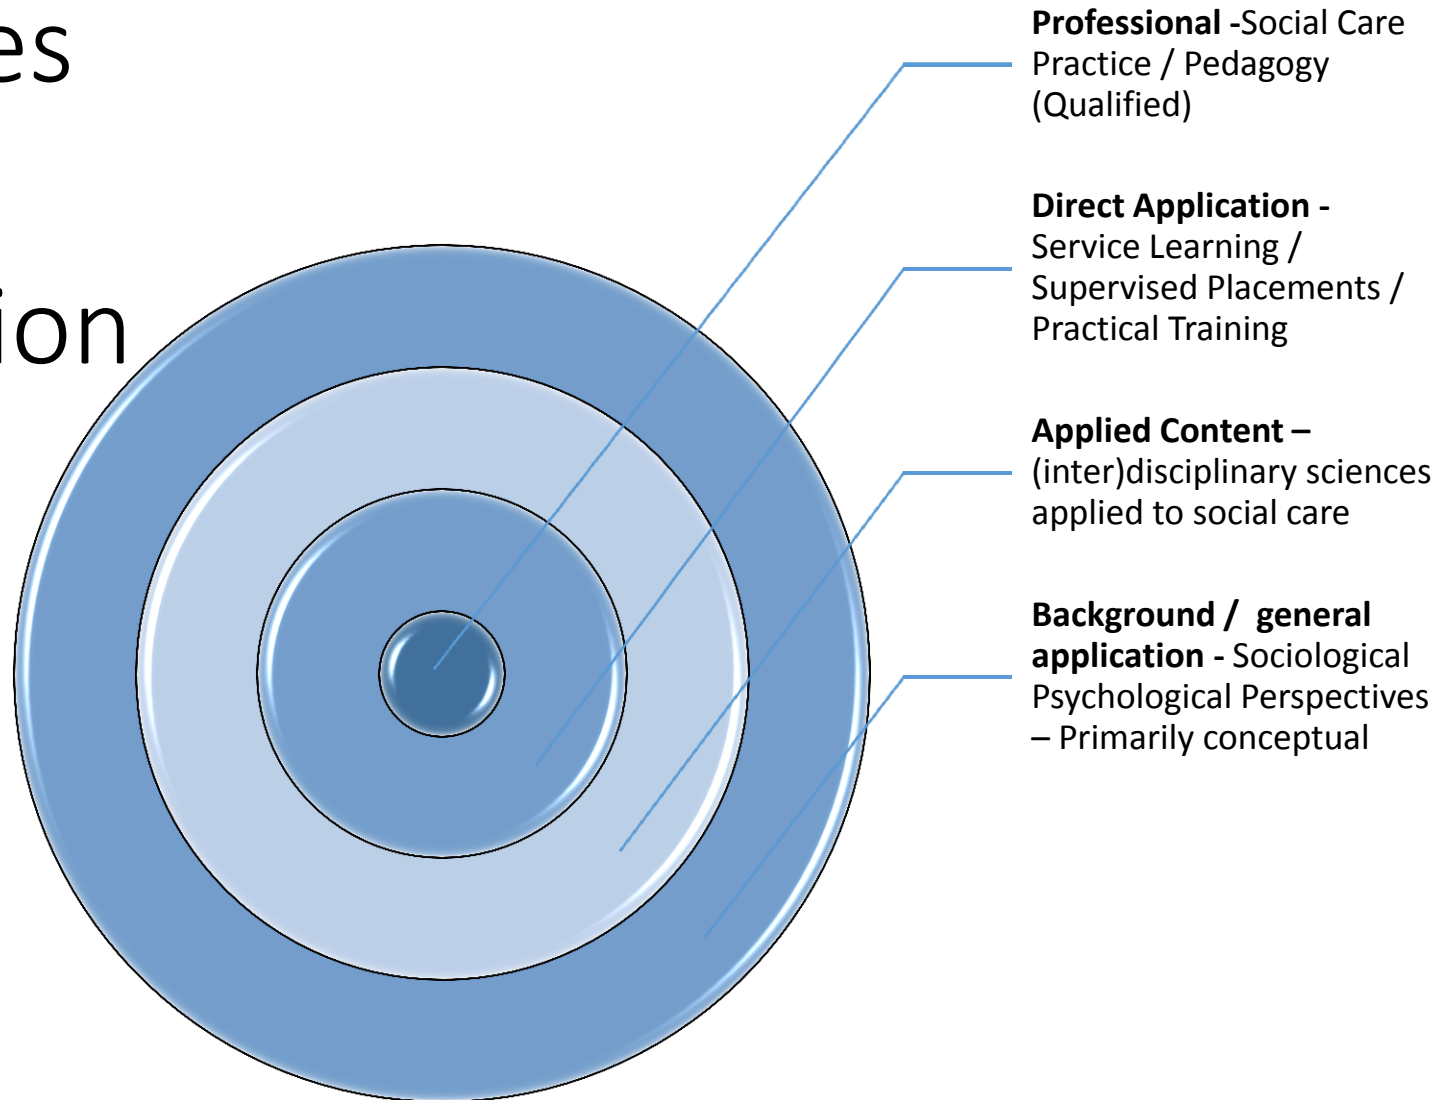 es
ion
Professional -Social Care
Practice / Pedagogy
(Qualified)
Direct Application -
Service Learning /
Supervised Placements /
Practical Training
Applied Content –
(inter)disciplinary sciences
applied to social care
Background /  general
application - Sociological
Psychological Perspectives
– Primarily conceptual